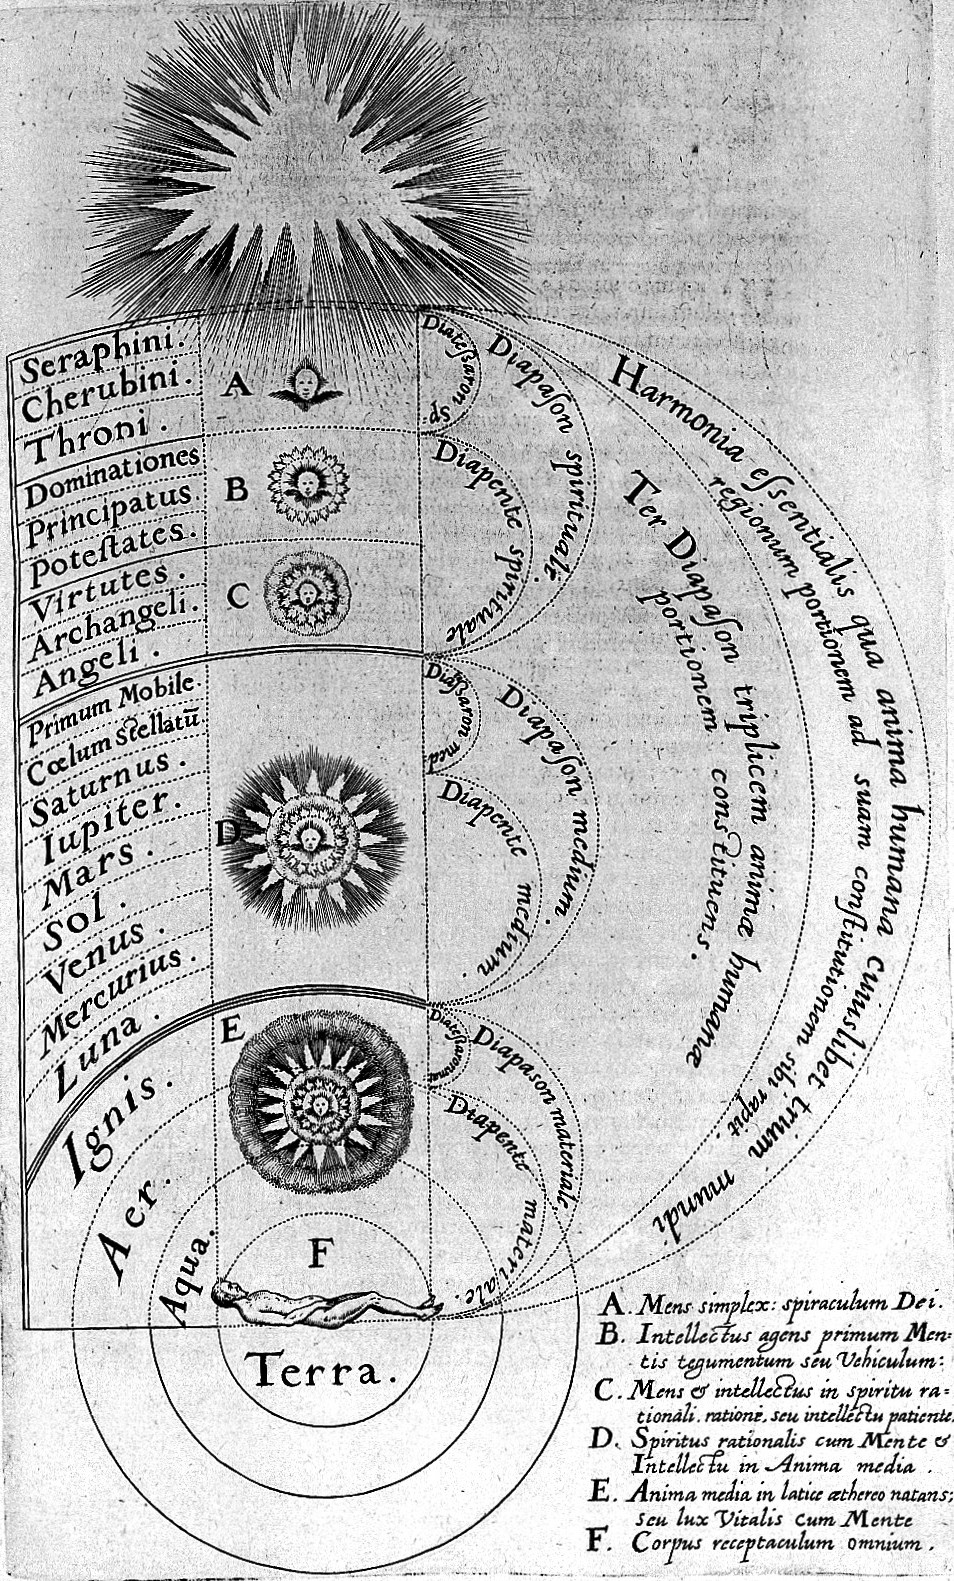 Seraphini.
Cherubini.
Throni.
Dominationes
Principatus
Poteſtates.
Virtutes.
Archangeli.
Angeli.
Primum Mobile
Cœlum Stellatū
Saturnus.
Iupiter.
Mars.
Sol.
Venus.
Mercurius.
Luna.
Ignis.
Aer.
Aqua.
Terra.
A
B
C
D
E
F
Diateßaron sp.
Diapaſon spirituale.
Diapente spirituale
Diateßaron med.
Diapaſon medium.
Diapente medium.
Diapason materiale,
Diapente materiale.
Harmonia eſsentialis qua anima humana cuiuslibet trium mundi
regionum portionem ad suam conſtitutionem sibi rapit.
Ter Diapaſon triplicem animæ humanæ
portionem constituens.
A. Mens simplex: spiraculum Dei.
B. Intellectus agens primum Men=
tis tegumentum seu Vehiculum:
C. Mens & intellectus in spiritu ra=
tionali. ratione, seu intellectu patiente.
D. Spiritus rationalis cum Mente &
Intellectu in Anima media.
E. Anima media in latice æthereo natans;
seu lux Vitalis cum Mente
F. Corpus receptaculum omnium.